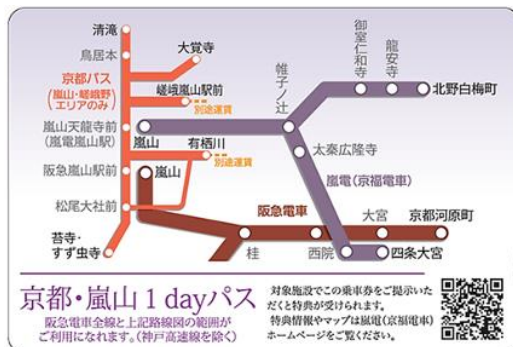 清滝
鳥居本
大覚寺
京都バス
(嵐山・嵯峨野
エリアのみ)
嵯峨嵐山駅前
別途運賃
嵐山天龍寺前
(嵐電嵐山駅)
嵐山
有栖川
別途運賃
阪急嵐山駅前
嵐山
松尾大社前
苔寺・
すず虫寺
帷子ノ辻
御室仁和寺
龍安寺
北野白梅町
太秦広隆寺
嵐電(京福電車)
阪急電車
大宮
京都河原町
桂
西院
四条大宮
京都・嵐山 1 dayパス
阪急電車全線と上記路線図の範囲が
ご利用になれます。(神戸高速線を除く)
対象施設でこの乗車券をご提示いた
だくと特典が受けられます。
特典情報やマップは嵐電(京福電車)
ホームページをご覧ください。